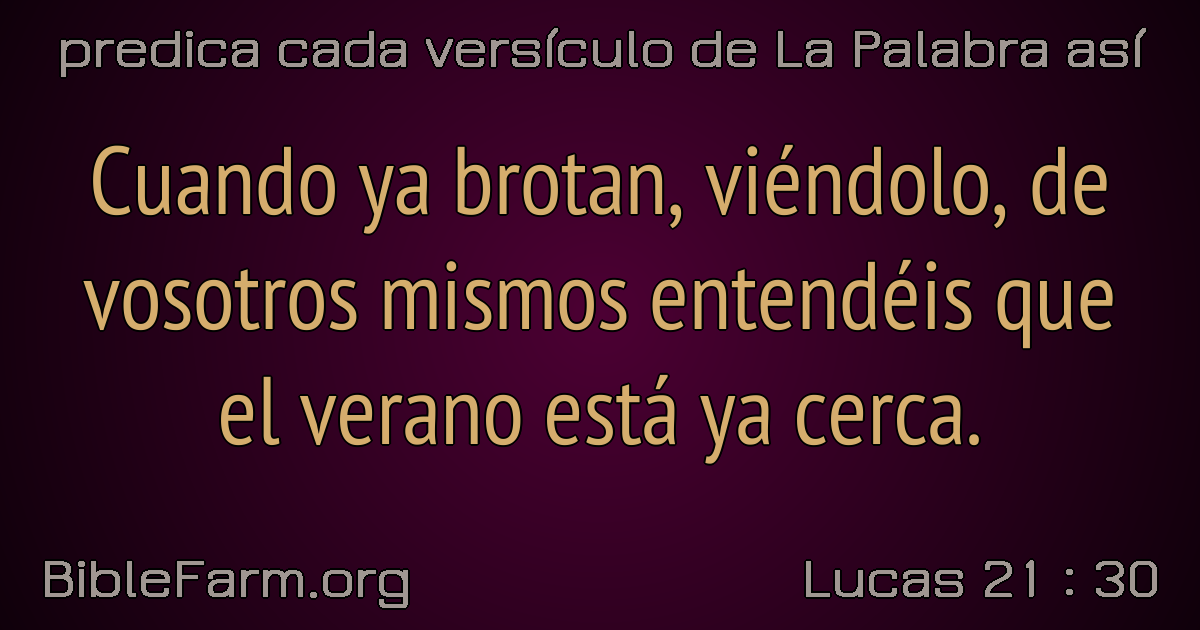 predica cada versículo de La Palabra así
Cuando ya brotan, viéndolo, de
vosotros mismos entendéis que
el verano está ya cerca.
BibleFarm.org
Lucas 21 : 30